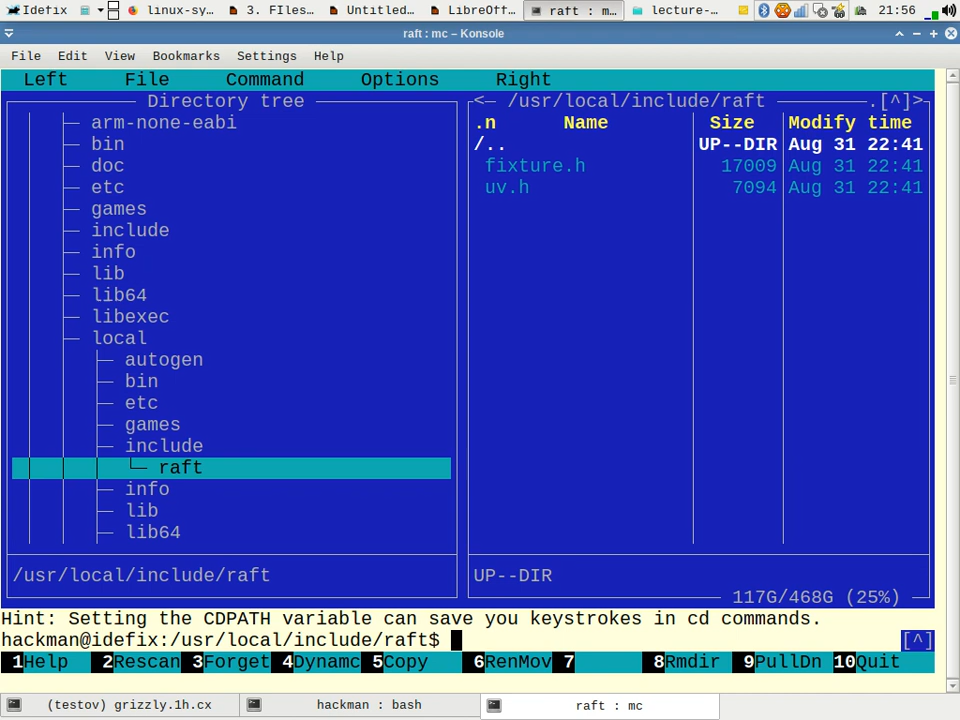 Idefix linux-sy... 3. FIles... Untitled... LibreOff... raft : m... lecture-... 21:56
raft : mc – Konsole
File Edit View Bookmarks Settings Help
Left File Command Options Right
Directory tree
arm-none-eabi
bin
doc
etc
games
include
info
lib
lib64
libexec
local
autogen
bin
etc
games
include
raft
info
lib
lib64
/usr/local/include/raft
<─ /usr/local/include/raft .[^]>
.n Name Size Modify time
/.. UP--DIR Aug 31 22:41
fixture.h 17009 Aug 31 22:41
uv.h 7094 Aug 31 22:41
UP--DIR
117G/468G (25%)
Hint: Setting the CDPATH variable can save you keystrokes in cd commands.
hackman@idefix:/usr/local/include/raft$ [^]
1Help 2Rescan 3Forget 4Dynamc 5Copy 6RenMov 7 8Rmdir 9PullDn 10Quit
(testov) grizzly.1h.cx hackman : bash raft : mc